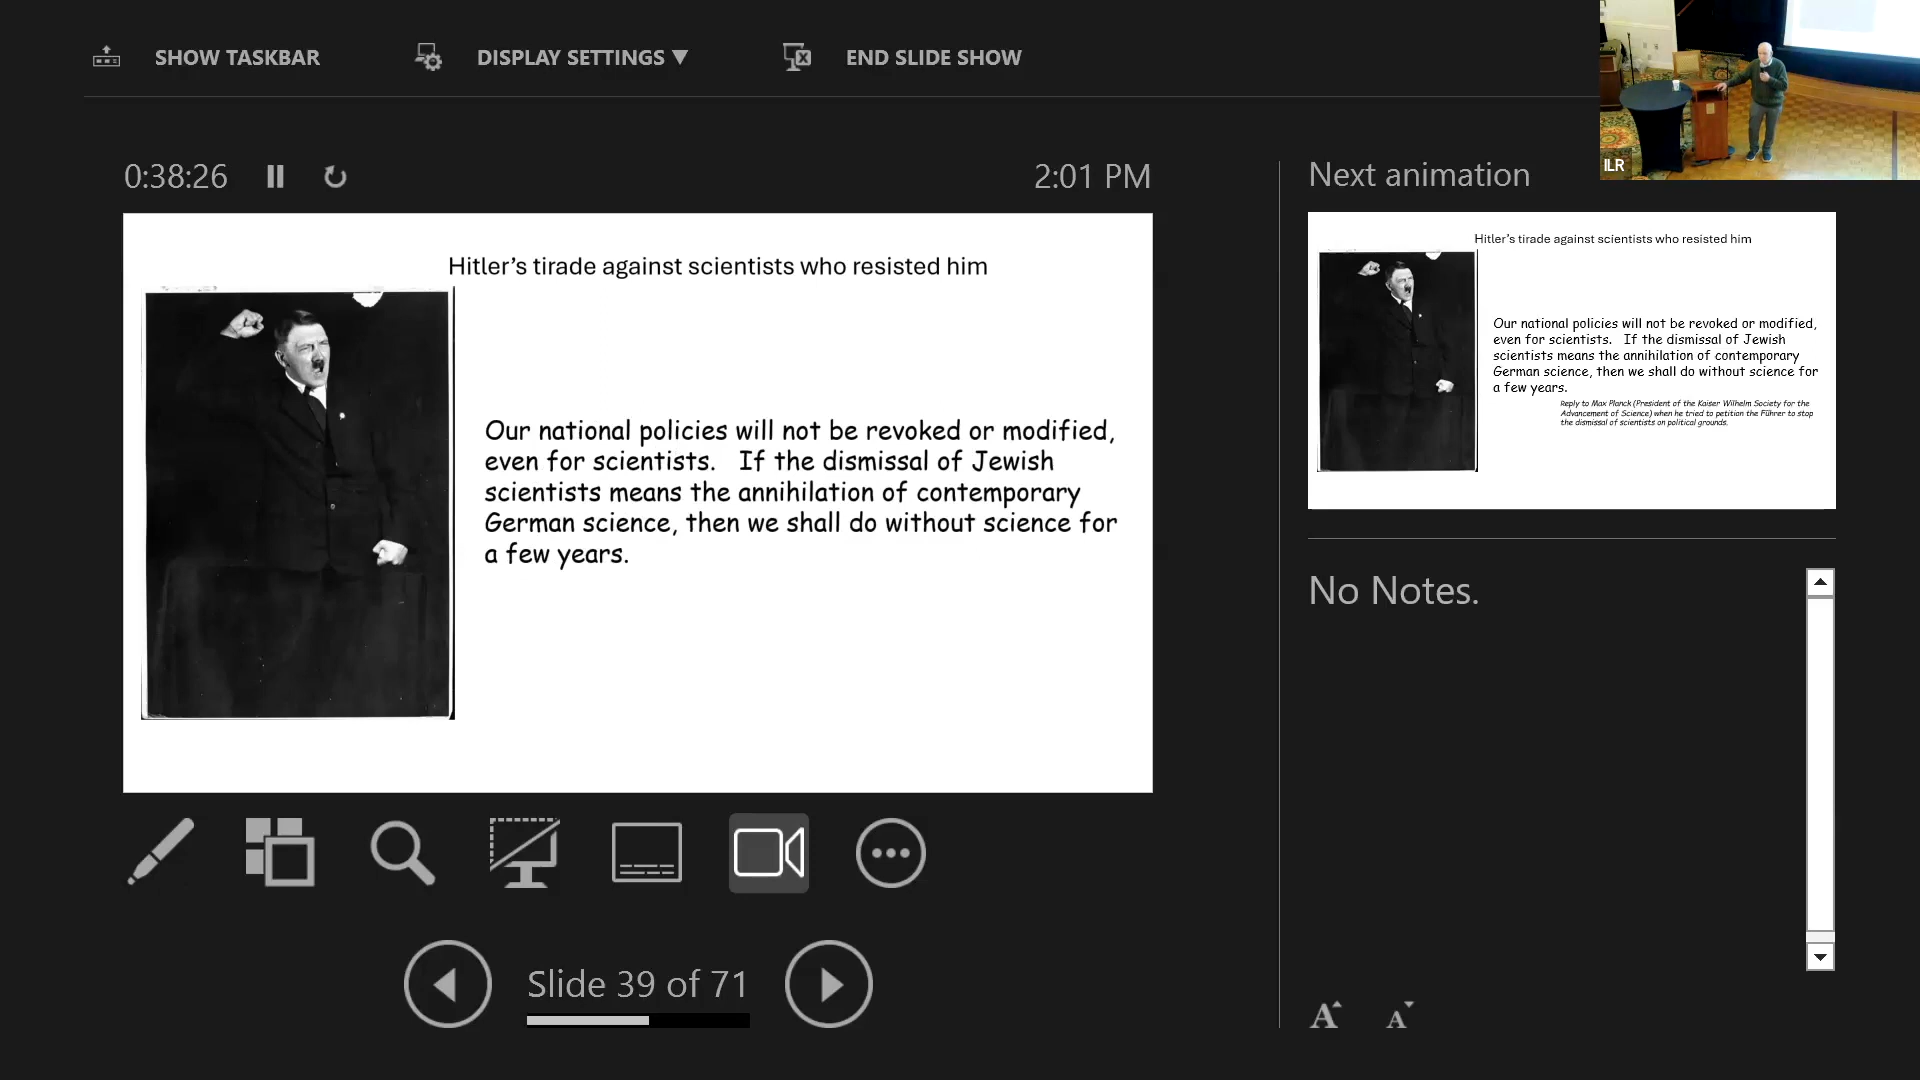 SHOW TASKBAR
DISPLAY SETTINGS ▼
END SLIDE SHOW
ILR
0:38:26
2:01 PM
Next animation
Hitler’s tirade against scientists who resisted him
Our national policies will not be revoked or modified,
even for scientists. If the dismissal of Jewish
scientists means the annihilation of contemporary
German science, then we shall do without science for
a few years.
Hitler’s tirade against scientists who resisted him
Our national policies will not be revoked or modified,
even for scientists. If the dismissal of Jewish
scientists means the annihilation of contemporary
German science, then we shall do without science for
a few years.
Reply to Max Planck (President of the Kaiser Wilhelm Society for the
Advancement of Science) when he tried to petition the Führer to stop
the dismissal of scientists on political grounds.
No Notes.
Slide 39 of 71
A A